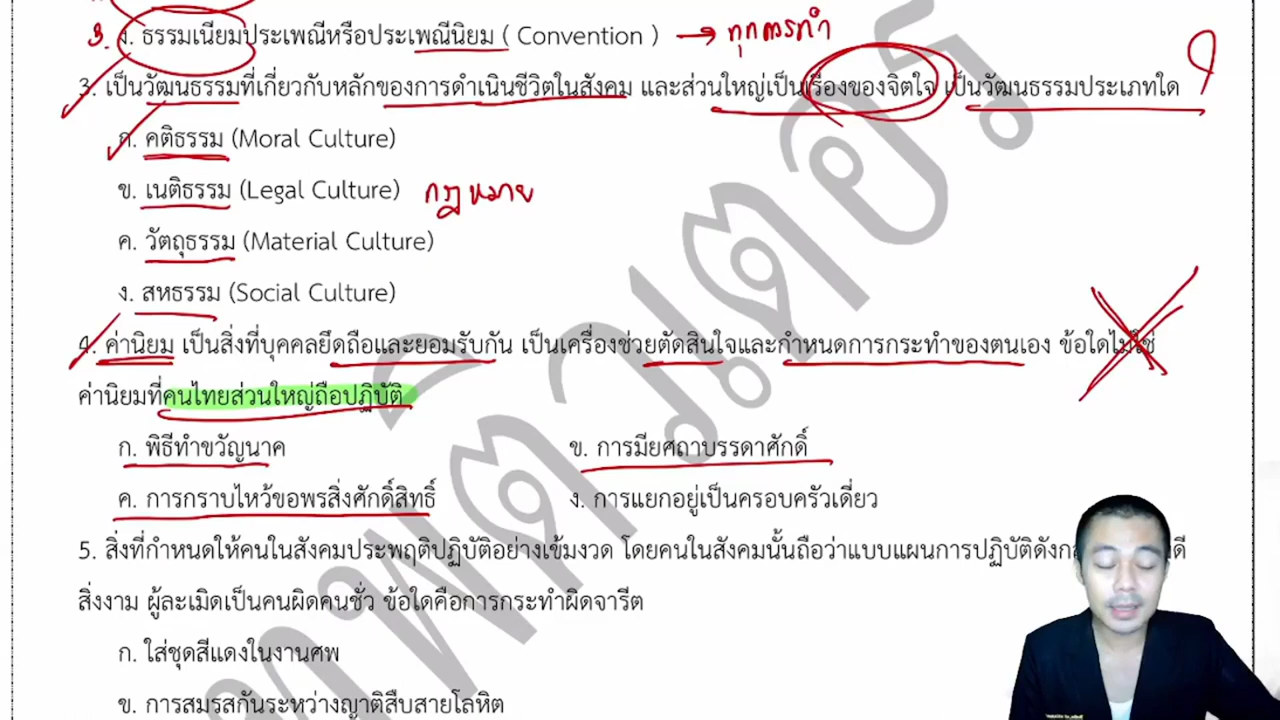 3. ง. ธรรมเนียมประเพณีหรือประเพณีนิยม ( Convention ) → ทุกควรทำ
3. เป็นวัฒนธรรมที่เกี่ยวกับหลักของการดำเนินชีวิตในสังคม และส่วนใหญ่เป็นเรื่องของจิตใจ เป็นวัฒนธรรมประเภทใด
ก. คติธรรม (Moral Culture)
ข. เนติธรรม (Legal Culture) กฎหมาย
ค. วัตถุธรรม (Material Culture)
ง. สหธรรม (Social Culture)
4. ค่านิยม เป็นสิ่งที่บุคคลยึดถือและยอมรับกัน เป็นเครื่องช่วยตัดสินใจและกำหนดการกระทำของตนเอง ข้อใดไม่ใช่
ค่านิยมที่คนไทยส่วนใหญ่ถือปฏิบัติ
ก. พิธีทำขวัญนาค ข. การมียศถาบรรดาศักดิ์
ค. การกราบไหว้ขอพรสิ่งศักดิ์สิทธิ์ ง. การแยกอยู่เป็นครอบครัวเดี่ยว
5. สิ่งที่กำหนดให้คนในสังคมประพฤติปฏิบัติอย่างเข้มงวด โดยคนในสังคมนั้นถือว่าแบบแผนการปฏิบัติ
สิ่งงาม ผู้ละเมิดเป็นคนผิดคนชั่ว ข้อใดคือการกระทำผิดจารีต
ก. ใส่ชุดสีแดงในงานศพ
ข. การสมรสกันระหว่างญาติสืบสายโลหิต